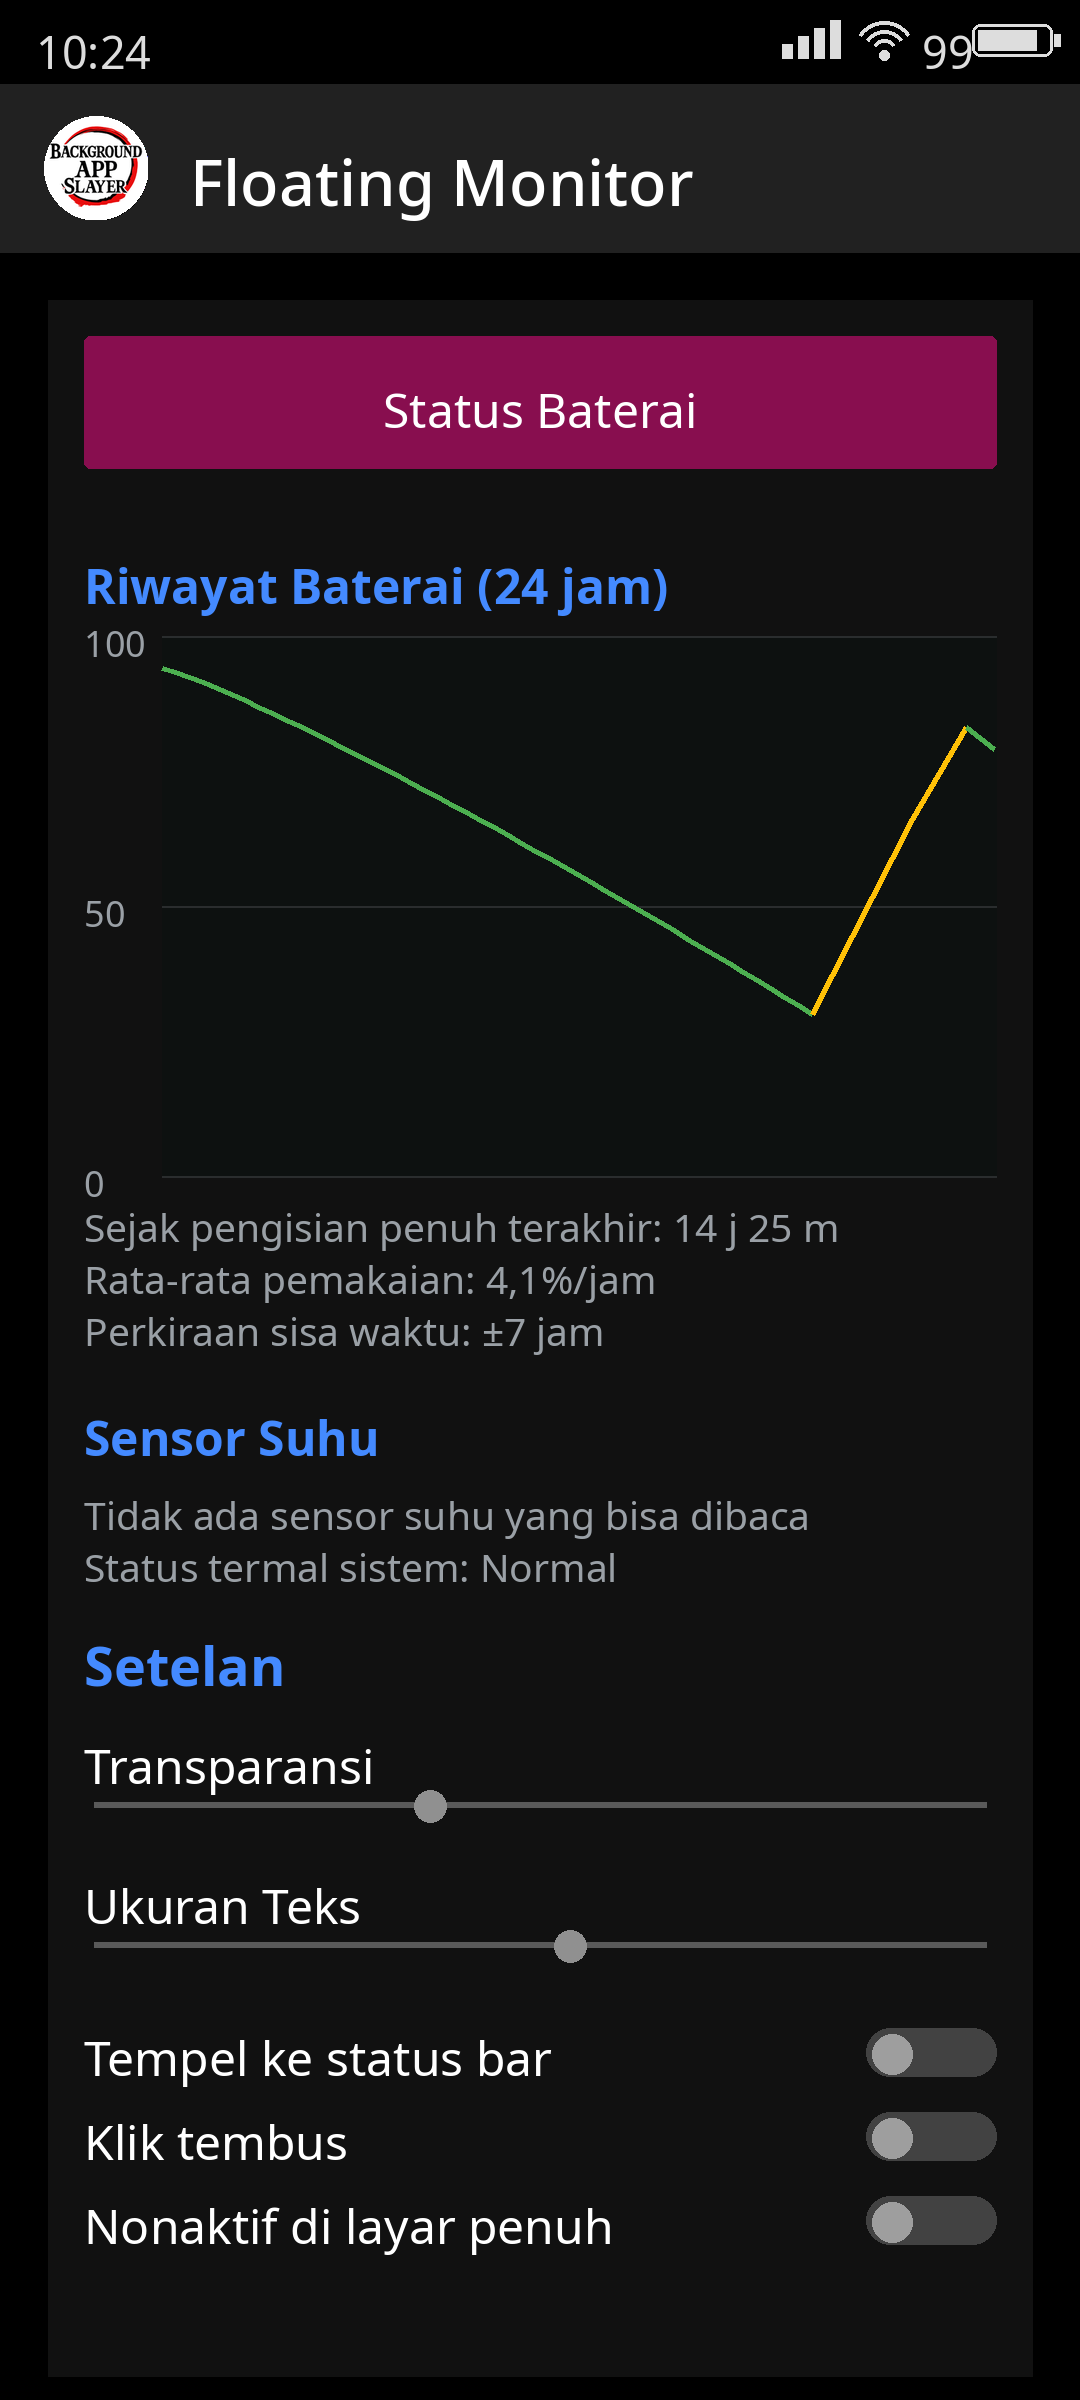 10:24
99
BACKGROUND
APP
SLAYER
Floating Monitor
Status Baterai
Riwayat Baterai (24 jam)
100
50
0
Sejak pengisian penuh terakhir: 14 j 25 m
Rata-rata pemakaian: 4,1%/jam
Perkiraan sisa waktu: ±7 jam
Sensor Suhu
Tidak ada sensor suhu yang bisa dibaca
Status termal sistem: Normal
Setelan
Transparansi
Ukuran Teks
Tempel ke status bar
Klik tembus
Nonaktif di layar penuh